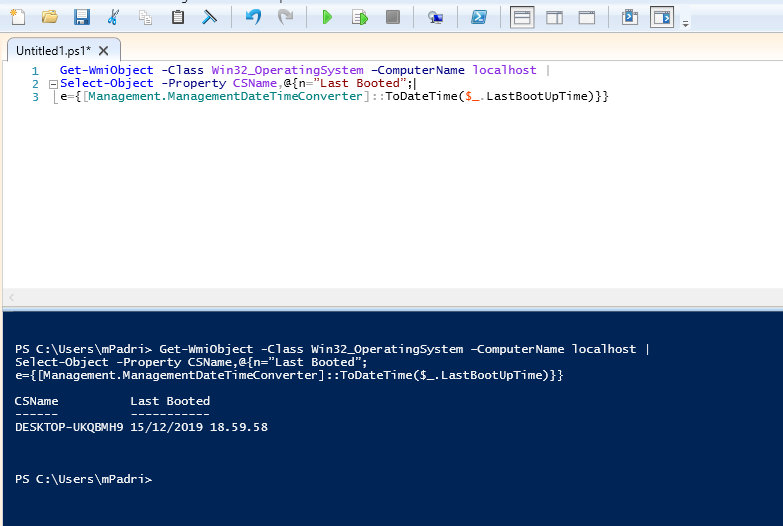 Untitled1.ps1* X
1 Get-WmiObject -Class Win32_OperatingSystem –ComputerName localhost |
2 Select-Object -Property CSName,@{n=”Last Booted”;
3 e={[Management.ManagementDateTimeConverter]::ToDateTime($_.LastBootUpTime)}}
PS C:\Users\mPadri> Get-WmiObject -Class Win32_OperatingSystem –ComputerName localhost |
Select-Object -Property CSName,@{n=”Last Booted”;
e={[Management.ManagementDateTimeConverter]::ToDateTime($_.LastBootUpTime)}}
CSName Last Booted
------ -----------
DESKTOP-UKQBMH9 15/12/2019 18.59.58
PS C:\Users\mPadri>